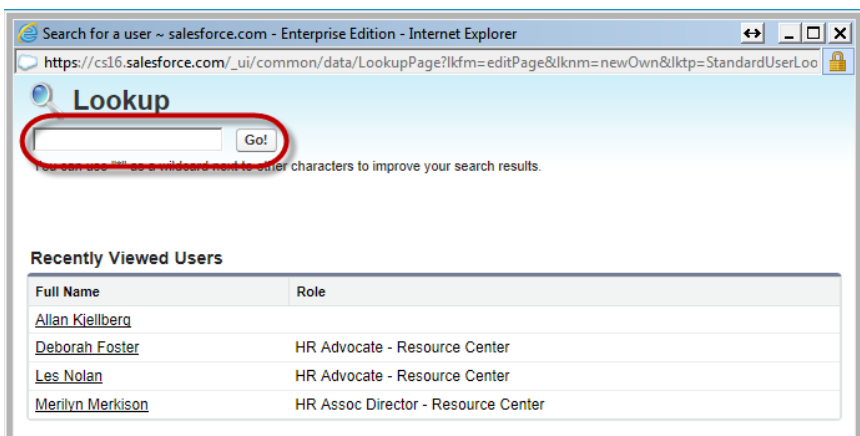 Search for a user ~ salesforce.com - Enterprise Edition - Internet Explorer
https://cs16.salesforce.com/_ui/common/data/LookupPage?lkfm=editPage&lknm=newOwn&lktp=StandardUserLoo
Lookup
Go!
You can use "*" as a wildcard next to other characters to improve your search results.
Recently Viewed Users
Full Name Role
Allan Kjellberg
Deborah Foster HR Advocate - Resource Center
Les Nolan HR Advocate - Resource Center
Merilyn Merkison HR Assoc Director - Resource Center